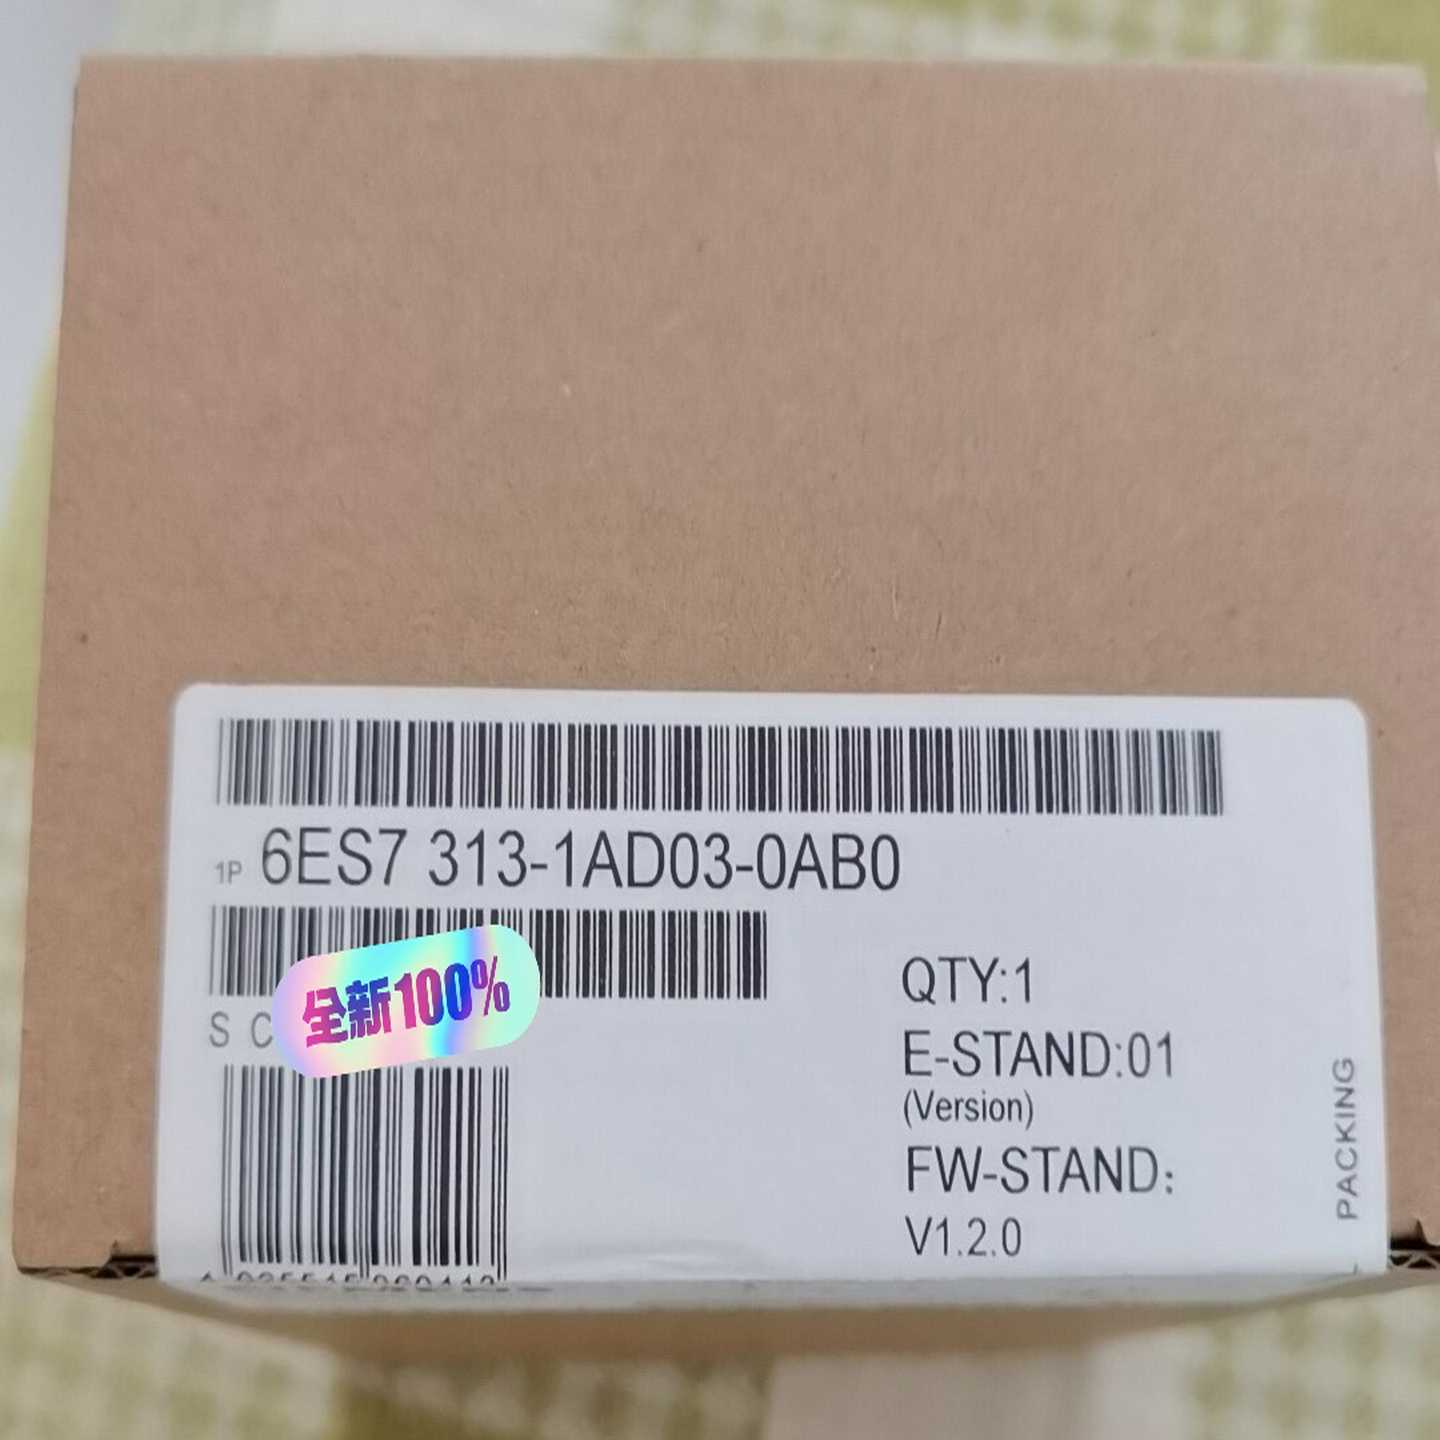 1P 6ES7 313-1AD03-0AB0
S C
全新100%
QTY:1
E-STAND:01
(Version)
FW-STAND:
V1.2.0
PACKING